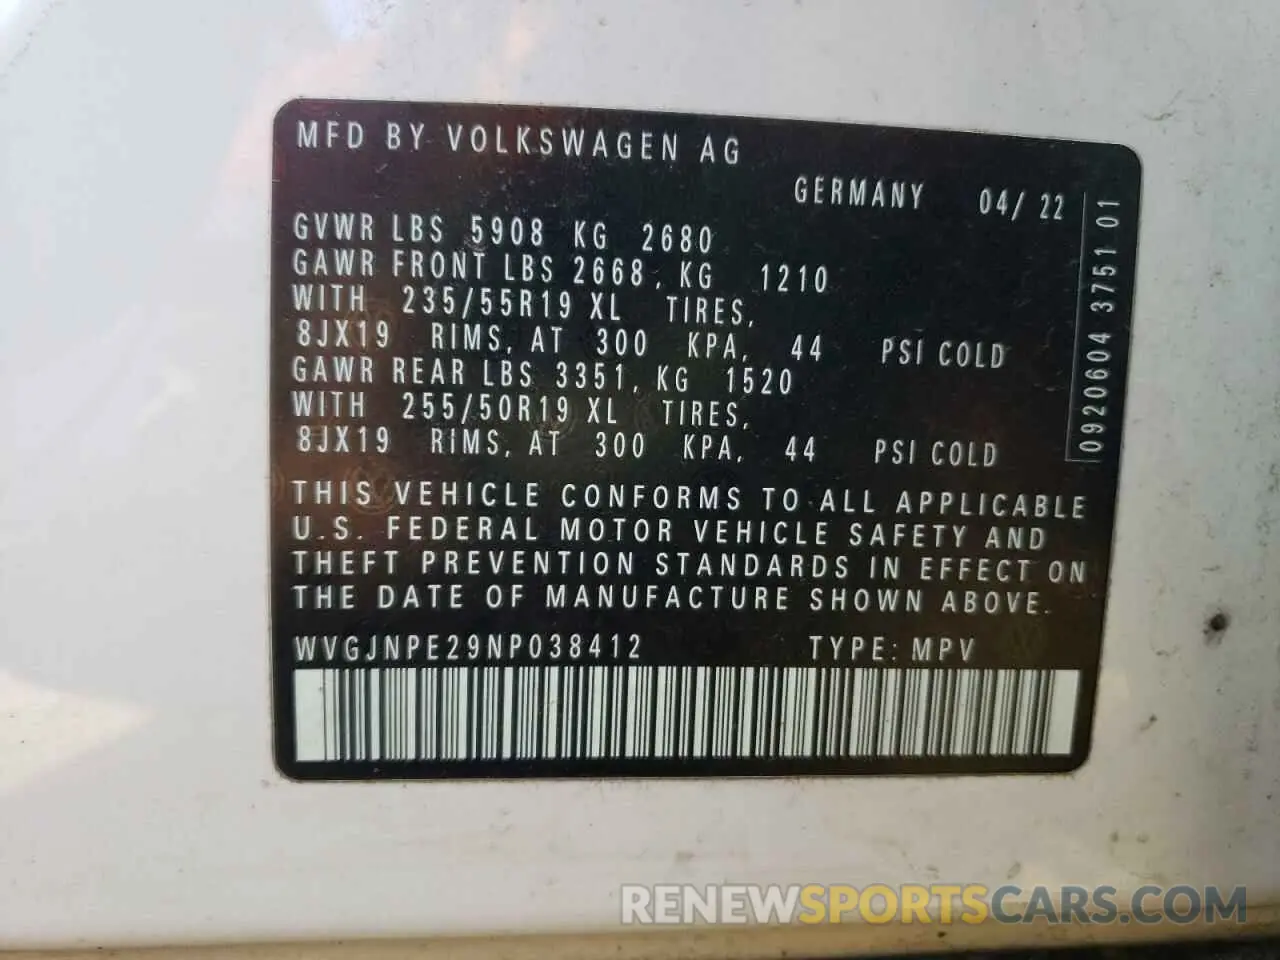 MFD BY VOLKSWAGEN AG
GERMANY 04/ 22
GVWR LBS 5908 KG 2680
GAWR FRONT LBS 2668, KG 1210
WITH 235/55R19 XL TIRES,
8JX19 RIMS, AT 300 KPA, 44 PSI COLD
GAWR REAR LBS 3351, KG 1520
WITH 255/50R19 XL TIRES,
8JX19 RIMS, AT 300 KPA, 44 PSI COLD
0920604 3751 01
THIS VEHICLE CONFORMS TO ALL APPLICABLE
U.S. FEDERAL MOTOR VEHICLE SAFETY AND
THEFT PREVENTION STANDARDS IN EFFECT ON
THE DATE OF MANUFACTURE SHOWN ABOVE.
WVGJNPE29NP038412 TYPE: MPV
RENEWSPORTSCARS.COM